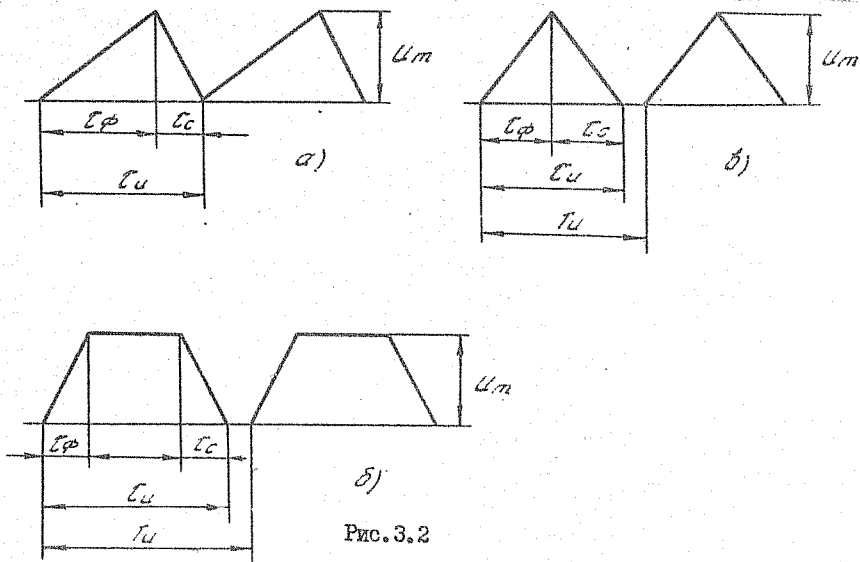 Um
τф τс
а)
τи
Um
τф τс
в)
τи
Tи
Um
τф τс
б)
τи
Tи
Рис.3.2